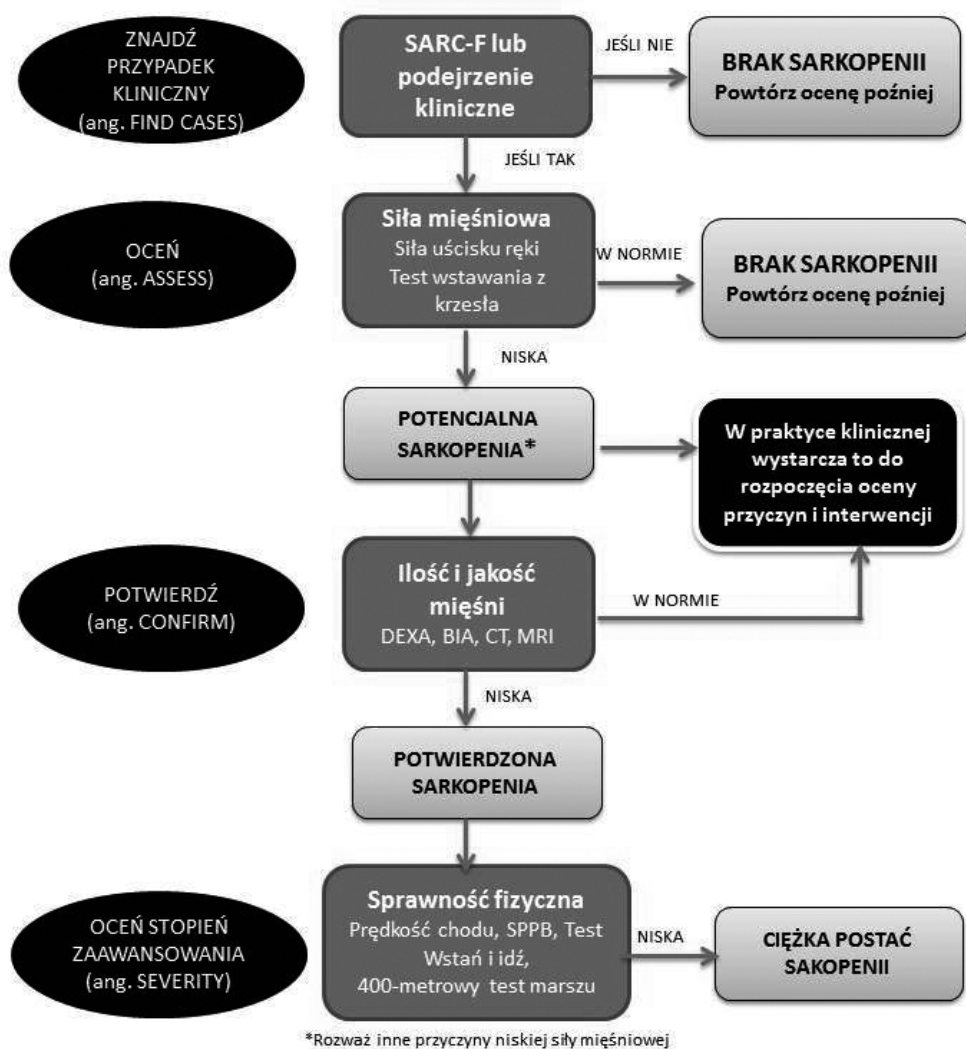 ZNAJDŹ
PRZYPADEK
KLINICZNY
(ang. FIND CASES)
SARC-F lub
podejrzenie
kliniczne
JEŚLI NIE
BRAK SARKOPENII
Powtórz ocenę poźniej
JEŚLI TAK
OCEŃ
(ang. ASSESS)
Siła mięśniowa
Siła uścisku ręki
Test wstawania z
krzesła
W NORMIE
BRAK SARKOPENII
Powtórz ocenę poźniej
NISKA
POTENCJALNA
SARKOPENIA*
W praktyce klinicznej
wystarcza to do
rozpoczęcia oceny
przyczyn i interwencji
POTWIERDŹ
(ang. CONFIRM)
Ilość i jakość
mięśni
DEXA, BIA, CT, MRI
W NORMIE
NISKA
POTWIERDZONA
SARKOPENIA
OCEŃ STOPIEŃ
ZAAWANSOWANIA
(ang. SEVERITY)
Sprawność fizyczna
Prędkość chodu, SPPB, Test
Wstań i idź,
400-metrowy test marszu
NISKA
CIĘŻKA POSTAĆ
SAKOPENII
*Rozważ inne przyczyny niskiej siły mięśniowej